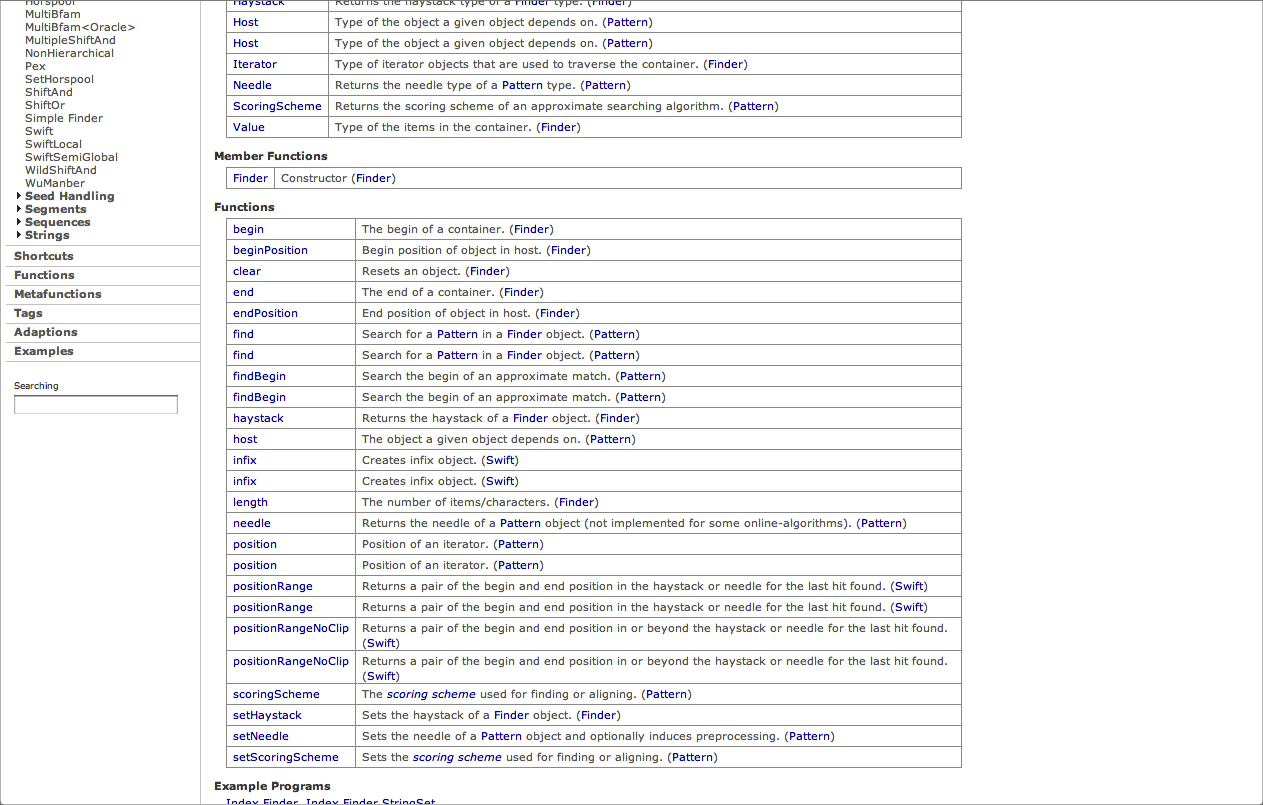 Horspool
MultiBfam
MultiBfam<Oracle>
MultipleShiftAnd
NonHierarchical
Pex
SetHorspool
ShiftAnd
ShiftOr
Simple Finder
Swift
SwiftLocal
SwiftSemiGlobal
WildShiftAnd
WuManber
Seed Handling
Segments
Sequences
Strings
Shortcuts
Functions
Metafunctions
Tags
Adaptions
Examples
Searching
Haystack Returns the haystack type of a Finder type. (Finder)
Host Type of the object a given object depends on. (Pattern)
Host Type of the object a given object depends on. (Pattern)
Iterator Type of iterator objects that are used to traverse the container. (Finder)
Needle Returns the needle type of a Pattern type. (Pattern)
ScoringScheme Returns the scoring scheme of an approximate searching algorithm. (Pattern)
Value Type of the items in the container. (Finder)
Member Functions
Finder Constructor (Finder)
Functions
begin The begin of a container. (Finder)
beginPosition Begin position of object in host. (Finder)
clear Resets an object. (Finder)
end The end of a container. (Finder)
endPosition End position of object in host. (Finder)
find Search for a Pattern in a Finder object. (Pattern)
find Search for a Pattern in a Finder object. (Pattern)
findBegin Search the begin of an approximate match. (Pattern)
findBegin Search the begin of an approximate match. (Pattern)
haystack Returns the haystack of a Finder object. (Finder)
host The object a given object depends on. (Pattern)
infix Creates infix object. (Swift)
infix Creates infix object. (Swift)
length The number of items/characters. (Finder)
needle Returns the needle of a Pattern object (not implemented for some online-algorithms). (Pattern)
position Position of an iterator. (Pattern)
position Position of an iterator. (Pattern)
positionRange Returns a pair of the begin and end position in the haystack or needle for the last hit found. (Swift)
positionRange Returns a pair of the begin and end position in the haystack or needle for the last hit found. (Swift)
positionRangeNoClip Returns a pair of the begin and end position in or beyond the haystack or needle for the last hit found.
(Swift)
positionRangeNoClip Returns a pair of the begin and end position in or beyond the haystack or needle for the last hit found.
(Swift)
scoringScheme The scoring scheme used for finding or aligning. (Pattern)
setHaystack Sets the haystack of a Finder object. (Finder)
setNeedle Sets the needle of a Pattern object and optionally induces preprocessing. (Pattern)
setScoringScheme Sets the scoring scheme used for finding or aligning. (Pattern)
Example Programs
Index Finder, Index Finder StringSet